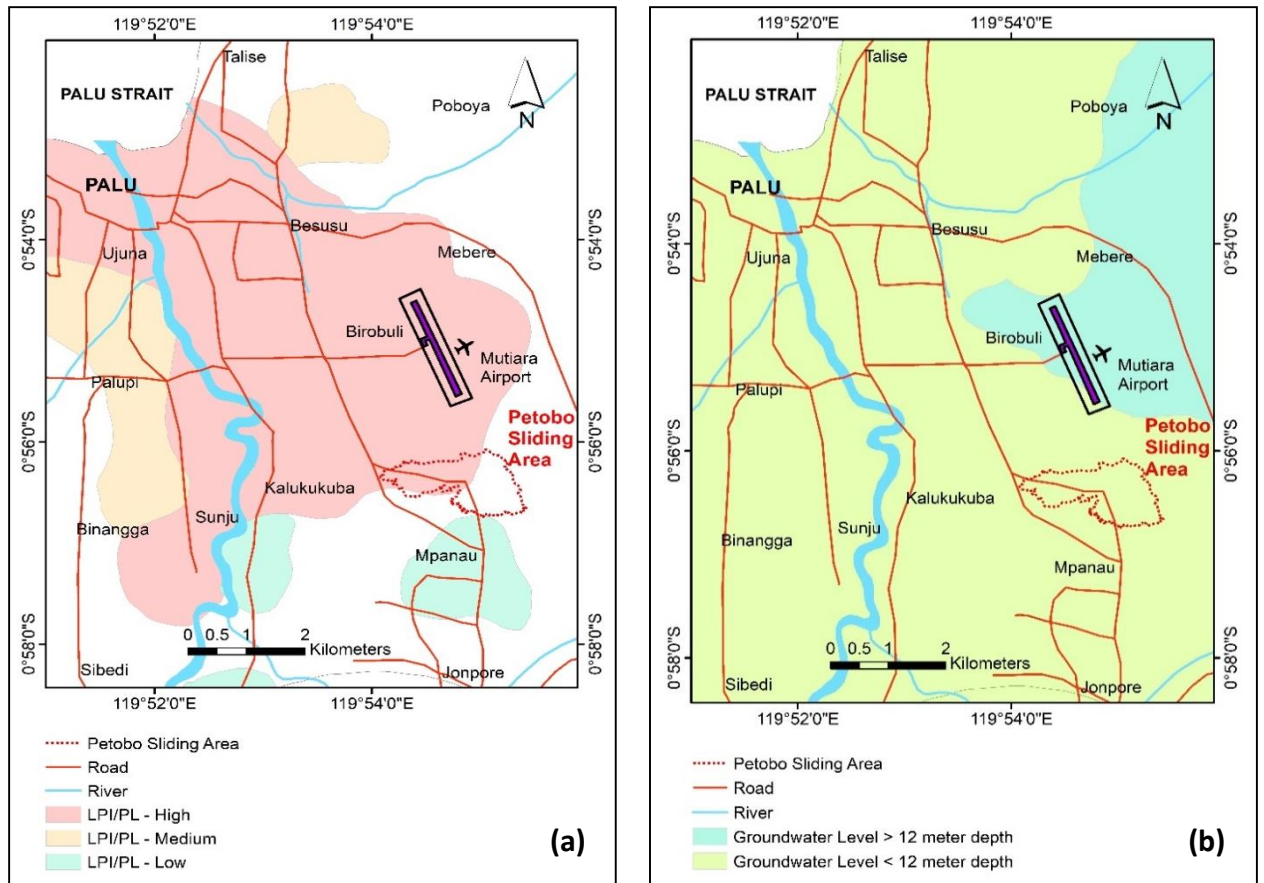 119°52'0"E
119°54'0"E
Talise
PALU STRAIT
Poboya
N
PALU
Besusu
0°54'0"S
0°54'0"S
Ujuna
Mebere
Birobuli
Mutiara
Airport
Palupi
Petobo
Sliding
Area
0°56'0"S
0°56'0"S
Kalukukuba
Binangga
Sunju
Mpanau
0 0.5 1 2
Kilometers
0°58'0"S
0°58'0"S
Sibedi
Jonpore
119°52'0"E
119°54'0"E
Petobo Sliding Area
Road
River
LPI/PL - High
LPI/PL - Medium
LPI/PL - Low
(a)
119°52'0"E
119°54'0"E
Talise
PALU STRAIT
Poboya
N
PALU
Besusu
0°54'0"S
0°54'0"S
Ujuna
Mebere
Birobuli
Mutiara
Airport
Palupi
Petobo
Sliding
Area
0°56'0"S
0°56'0"S
Kalukukuba
Binangga
Sunju
Mpanau
0 0.5 1 2
Kilometers
0°58'0"S
0°58'0"S
Sibedi
Jonpore
119°52'0"E
119°54'0"E
Petobo Sliding Area
Road
River
Groundwater Level > 12 meter depth
Groundwater Level < 12 meter depth
(b)